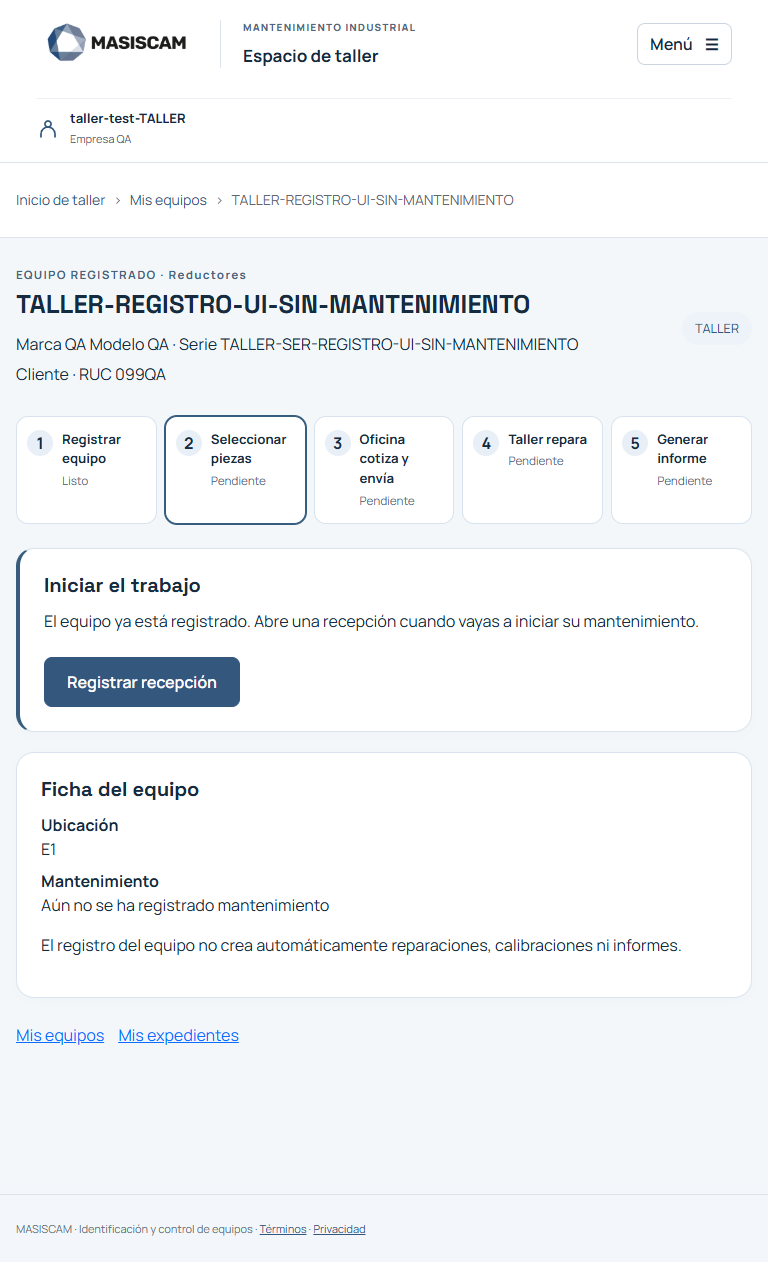 MASISCAM
MANTENIMIENTO INDUSTRIAL
Espacio de taller
Menú ☰
taller-test-TALLER
Empresa QA
Inicio de taller › Mis equipos › TALLER-REGISTRO-UI-SIN-MANTENIMIENTO
EQUIPO REGISTRADO · Reductores
TALLER-REGISTRO-UI-SIN-MANTENIMIENTO
Marca QA Modelo QA · Serie TALLER-SER-REGISTRO-UI-SIN-MANTENIMIENTO
Cliente · RUC 099QA
TALLER
1 Registrar
equipo
Listo
2 Seleccionar
piezas
Pendiente
3 Oficina
cotiza y
envía
Pendiente
4 Taller repara
Pendiente
5 Generar
informe
Pendiente
Iniciar el trabajo
El equipo ya está registrado. Abre una recepción cuando vayas a iniciar su mantenimiento.
Registrar recepción
Ficha del equipo
Ubicación
E1
Mantenimiento
Aún no se ha registrado mantenimiento
El registro del equipo no crea automáticamente reparaciones, calibraciones ni informes.
Mis equipos Mis expedientes
MASISCAM · Identificación y control de equipos · Términos · Privacidad